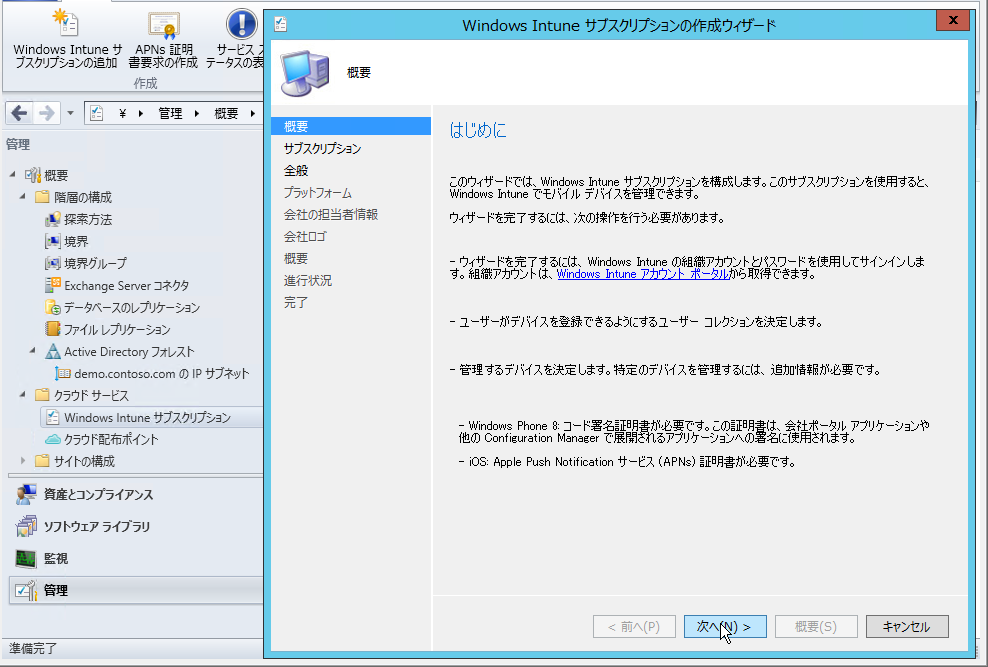 Windows Intune サ
ブスクリプションの追加
APNs 証明
書要求の作成
サービス ス
テータスの表
作成
¥
管理
概要
管理
概要
階層の構成
探索方法
境界
境界グループ
Exchange Server コネクタ
データベースのレプリケーション
ファイル レプリケーション
Active Directory フォレスト
demo.contoso.com の IP サブネット
クラウド サービス
Windows Intune サブスクリプション
クラウド配布ポイント
サイトの構成
資産とコンプライアンス
ソフトウェア ライブラリ
監視
管理
準備完了
Windows Intune サブスクリプションの作成ウィザード
x
概要
概要
サブスクリプション
全般
プラットフォーム
会社の担当者情報
会社ロゴ
概要
進行状況
完了
はじめに
このウィザードでは、Windows Intune サブスクリプションを構成します。このサブスクリプションを使用すると、
Windows Intune でモバイル デバイスを管理できます。
ウィザードを完了するには、次の操作を行う必要があります。
- ウィザードを完了するには、Windows Intune の組織アカウントとパスワードを使用してサインインしま
す。組織アカウントは、Windows Intune アカウント ポータルから取得できます。
- ユーザーがデバイスを登録できるようにするユーザー コレクションを決定します。
- 管理するデバイスを決定します。特定のデバイスを管理するには、追加情報が必要です。
- Windows Phone 8: コード署名証明書が必要です。この証明書は、会社ポータル アプリケーションや
他の Configuration Manager で展開されるアプリケーションへの署名に使用されます。
- iOS: Apple Push Notification サービス (APNs) 証明書が必要です。
< 前へ(P)
次へ(N) >
概要(S)
キャンセル